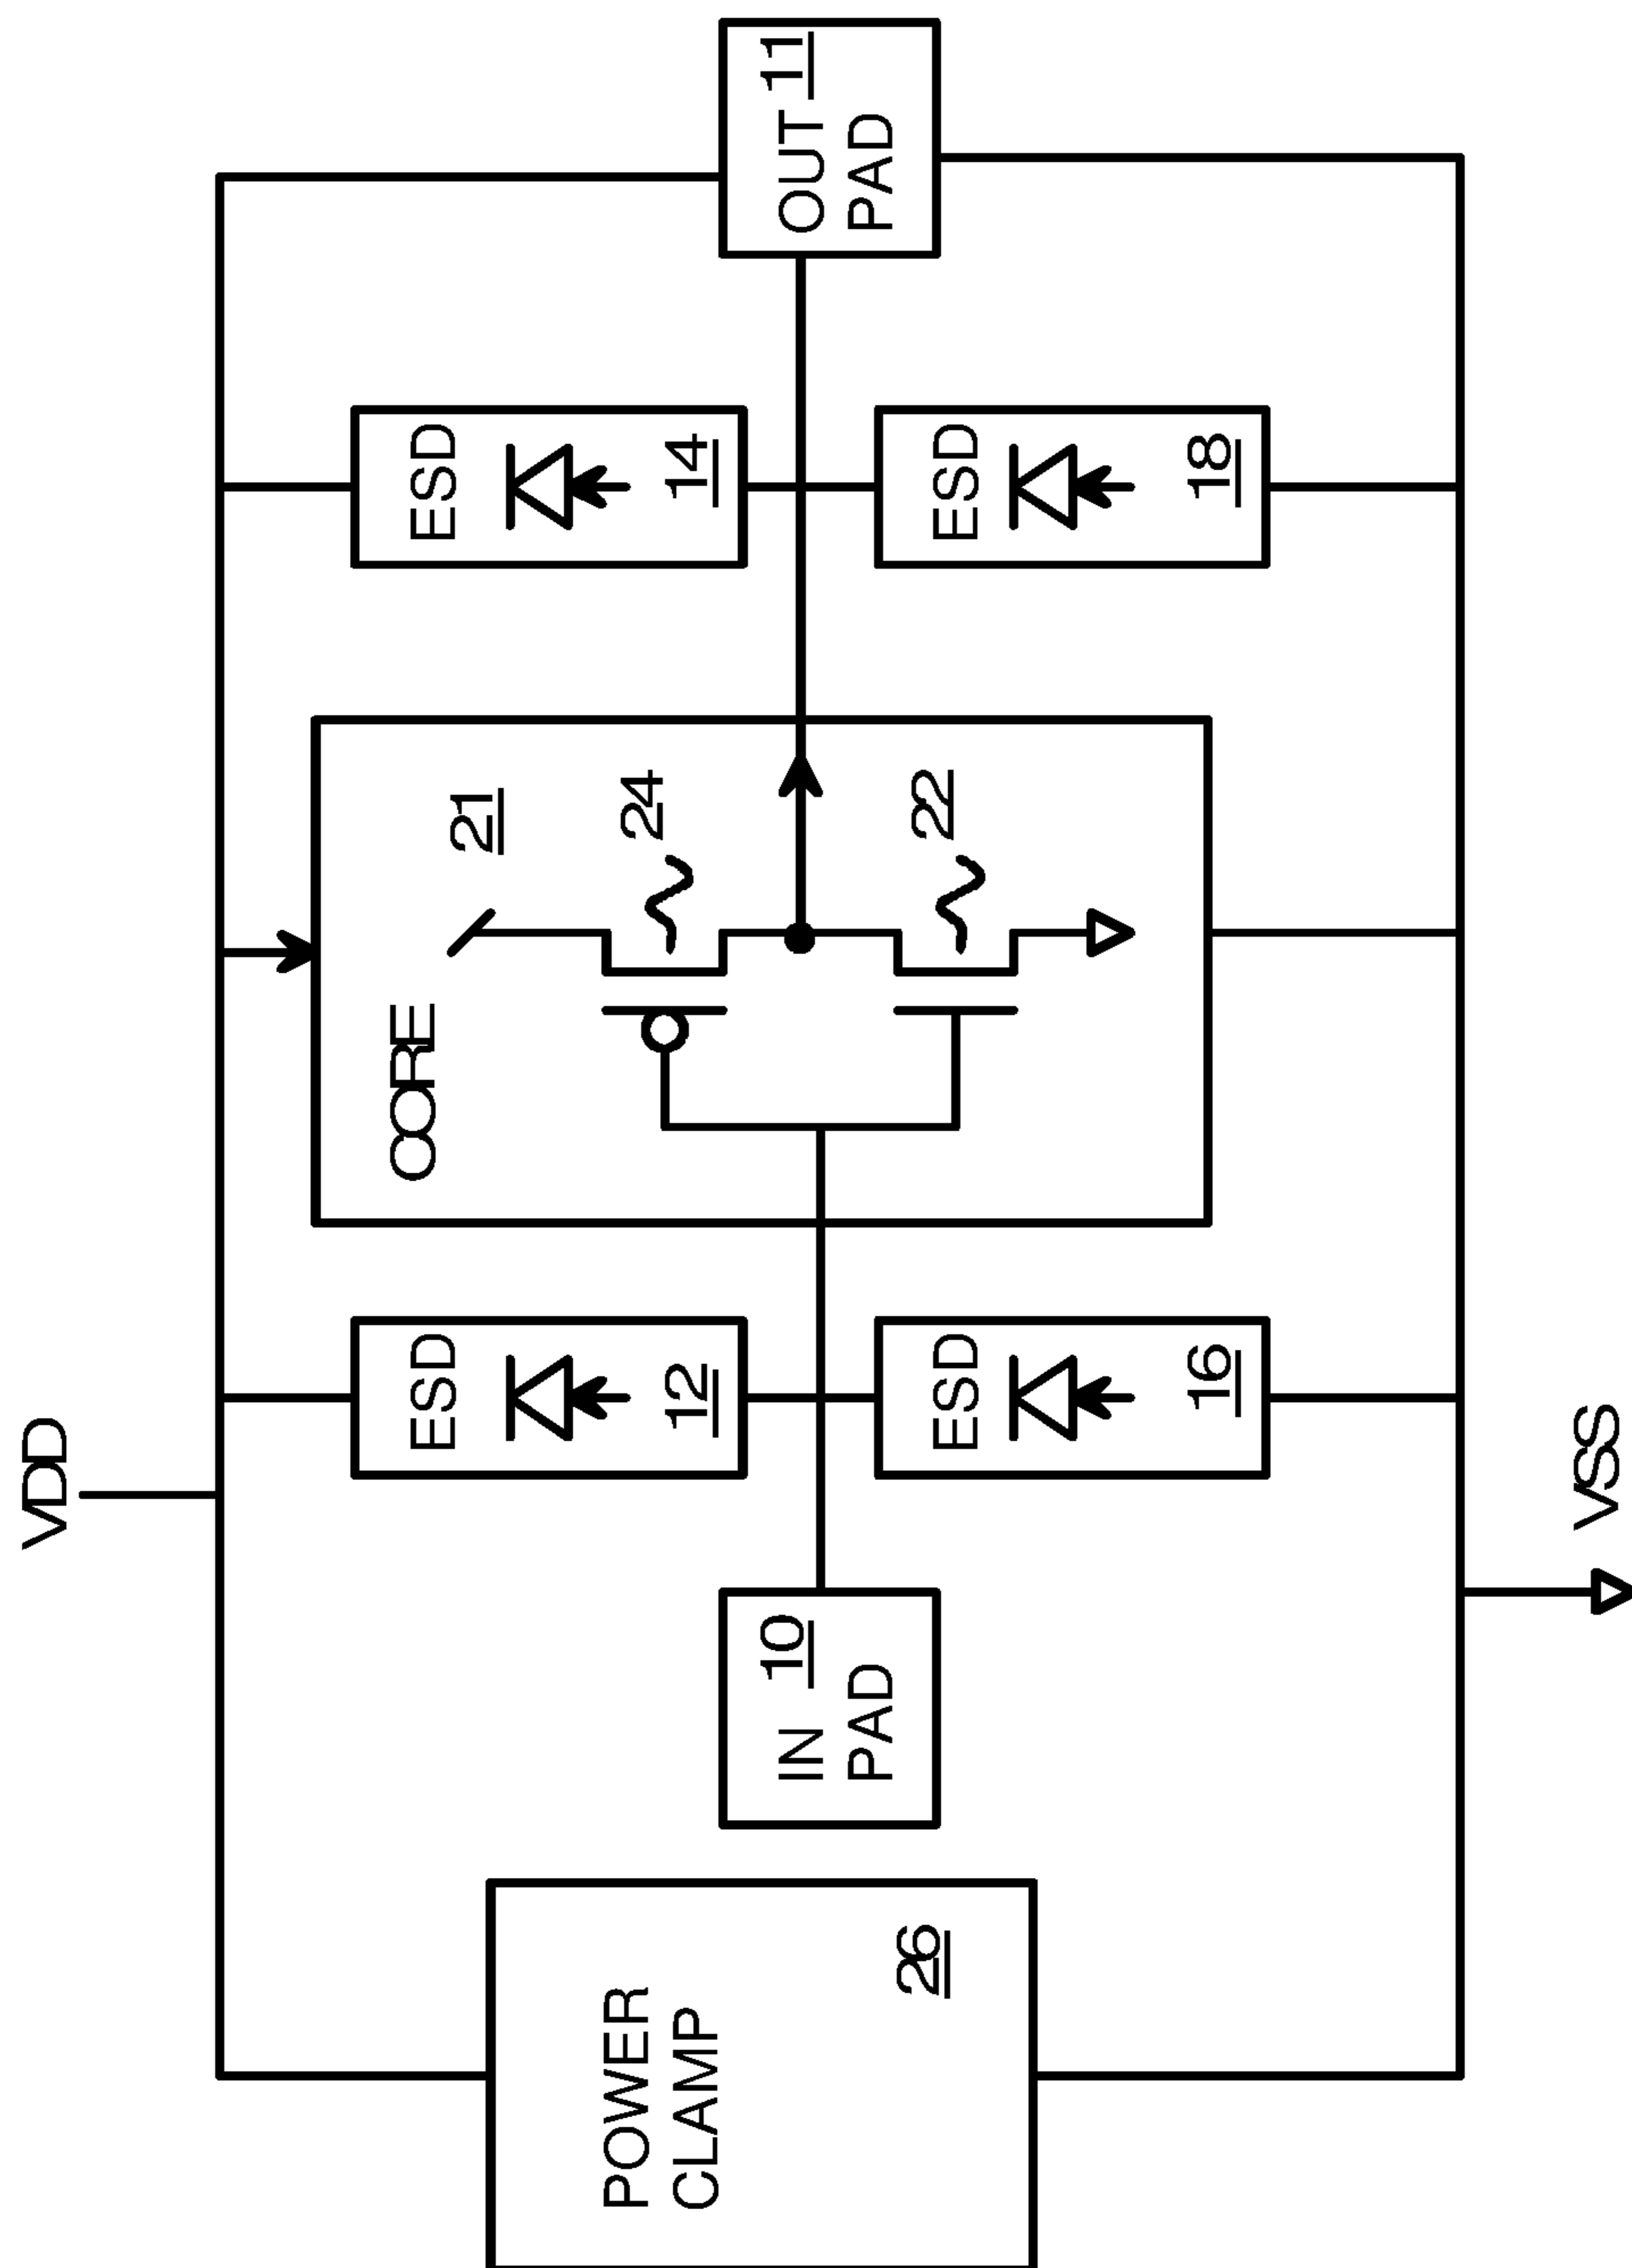 VDD
POWER
CLAMP
26
IN 10
PAD
ESD
12
ESD
16
CORE
21
24
22
ESD
14
ESD
18
OUT 11
PAD
VSS